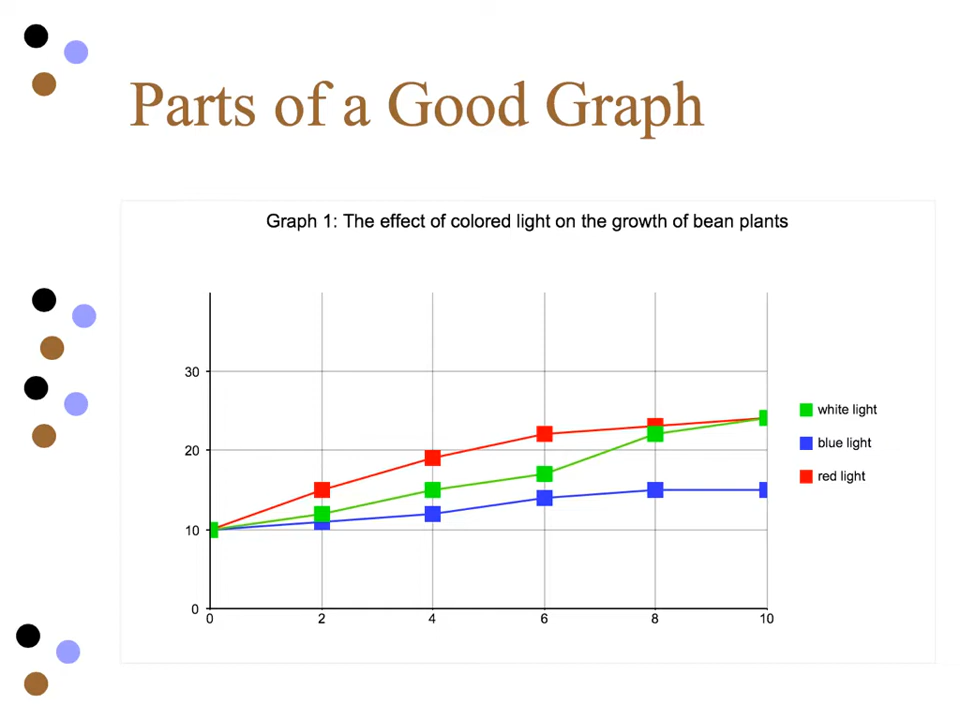 Parts of a Good Graph
Graph 1: The effect of colored light on the growth of bean plants
30
20
10
0
0 2 4 6 8 10
white light
blue light
red light